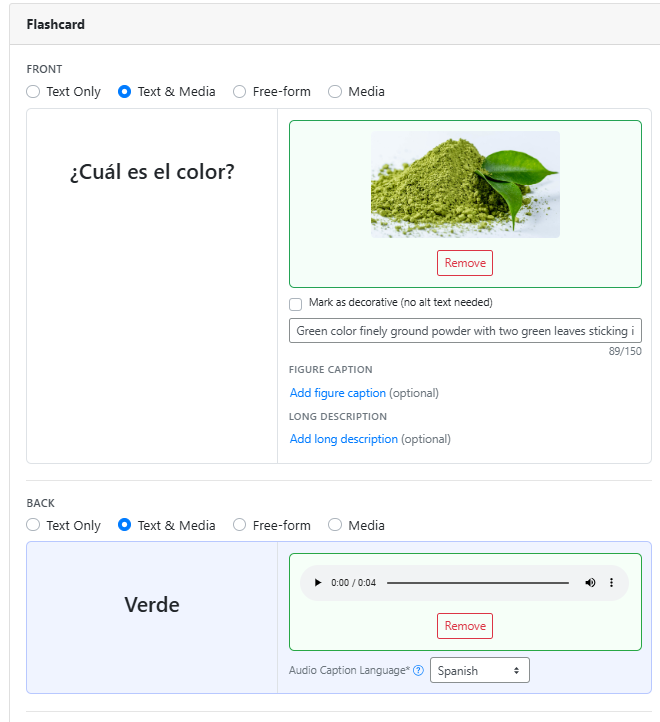 Flashcard
FRONT
Text Only Text & Media Free-form Media
¿Cuál es el color?
Remove
Mark as decorative (no alt text needed)
Green color finely ground powder with two green leaves sticking i
89/150
FIGURE CAPTION
Add figure caption (optional)
LONG DESCRIPTION
Add long description (optional)
BACK
Text Only Text & Media Free-form Media
Verde
0:00 / 0:04
Remove
Audio Caption Language* ? Spanish